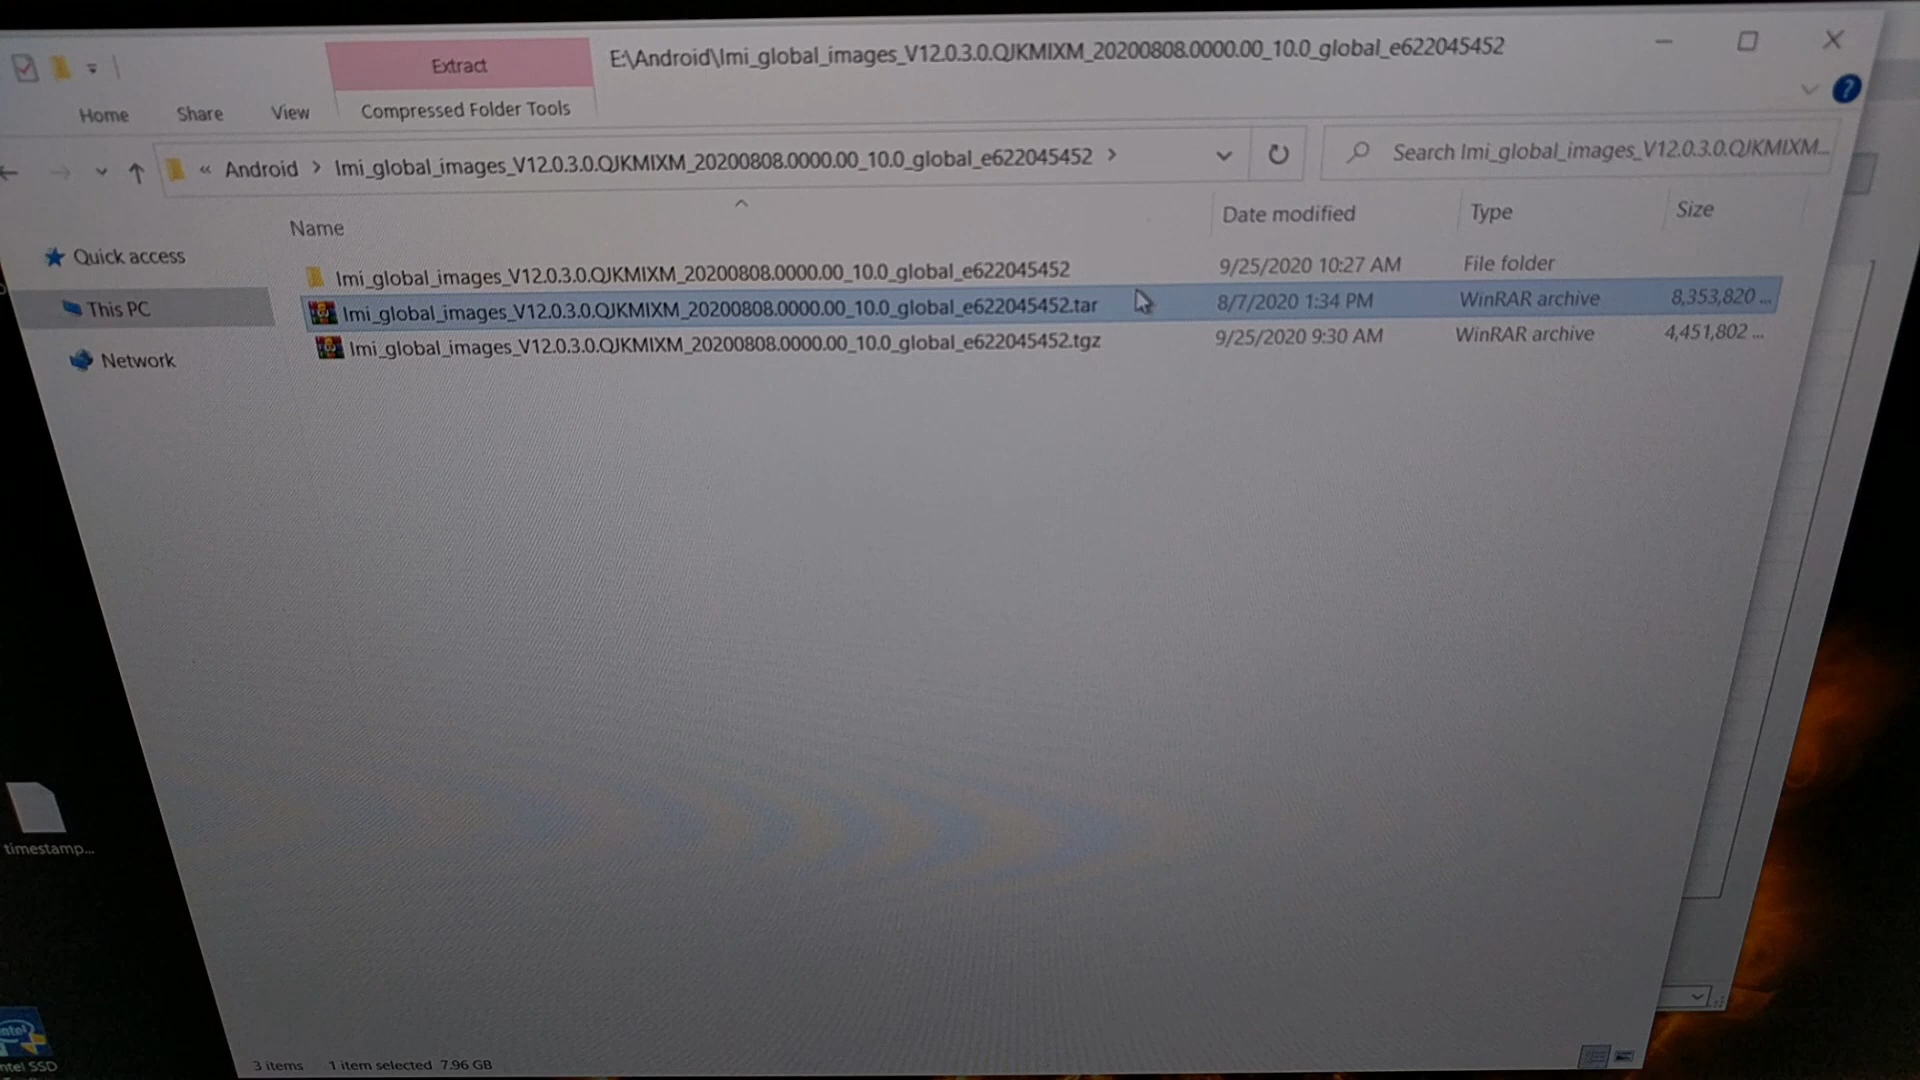 Extract
E:\Android\lmi_global_images_V12.0.3.0.QJKMIXM_20200808.0000.00_10.0_global_e622045452
Home
Share
View
Compressed Folder Tools
?
« Android > lmi_global_images_V12.0.3.0.QJKMIXM_20200808.0000.00_10.0_global_e622045452 >
Search lmi_global_images_V12.0.3.0.QJKMIXM...
Name
Date modified
Type
Size
Quick access
This PC
Network
lmi_global_images_V12.0.3.0.QJKMIXM_20200808.0000.00_10.0_global_e622045452
9/25/2020 10:27 AM
File folder
lmi_global_images_V12.0.3.0.QJKMIXM_20200808.0000.00_10.0_global_e622045452.tar
8/7/2020 1:34 PM
WinRAR archive
8,353,820 ...
lmi_global_images_V12.0.3.0.QJKMIXM_20200808.0000.00_10.0_global_e622045452.tgz
9/25/2020 9:30 AM
WinRAR archive
4,451,802 ...
timestamp...
intel
ntel SSD
3 items
1 item selected 7.96 GB